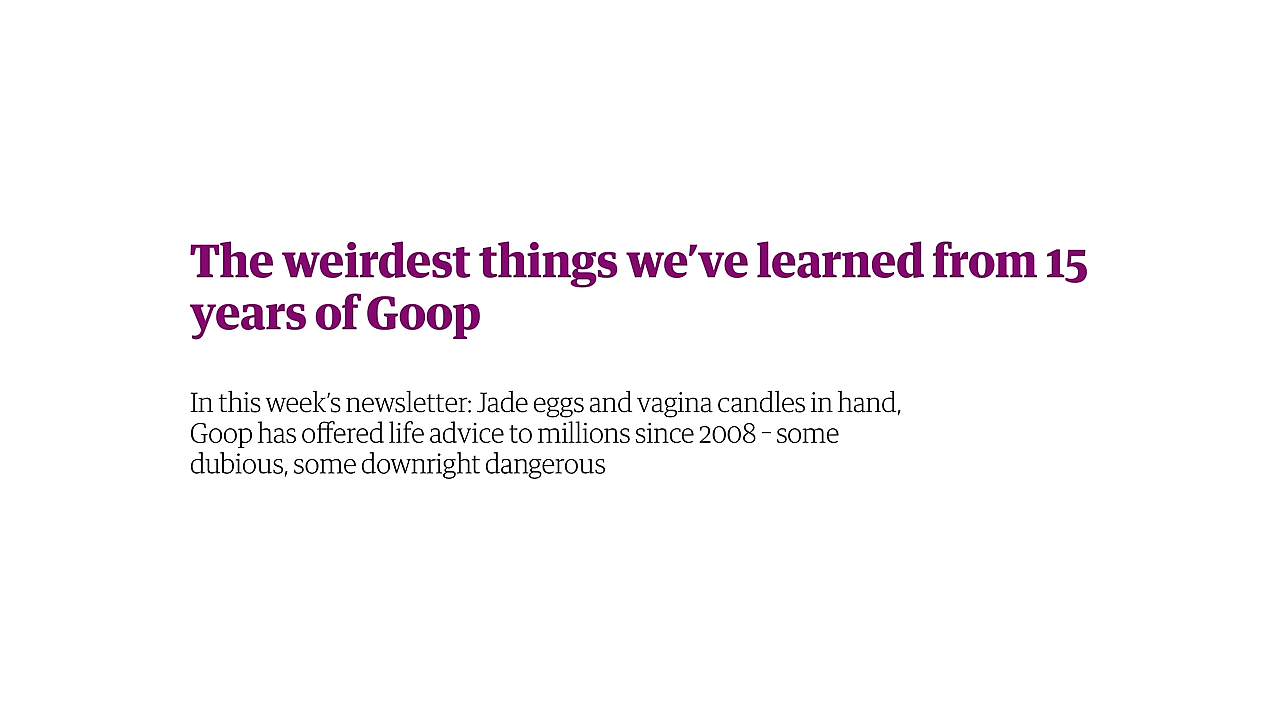 The weirdest things we’ve learned from 15
years of Goop
In this week’s newsletter: Jade eggs and vagina candles in hand,
Goop has offered life advice to millions since 2008 – some
dubious, some downright dangerous